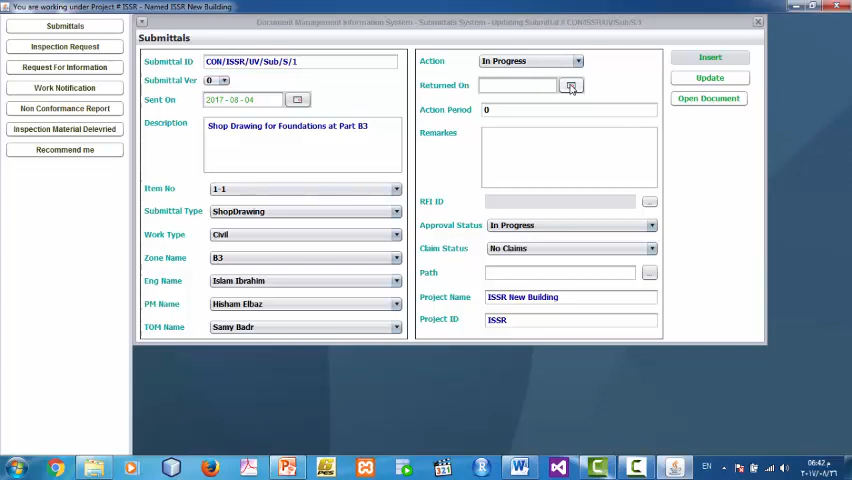 You are working under Project # ISSR - Named ISSR New Building
Submittals
Inspection Request
Request For Information
Work Notification
Non Conformance Report
Inspection Material Delevried
Recommend me
Document Management Information System - Submittals System - Updating Submittal # CON/ISSR/UV/Sub/S/1
Submittals
Submittal ID CON/ISSR/UV/Sub/S/1
Submittal Ver 0
Sent On 2017 - 08 - 04
Description Shop Drawing for Foundations at Part B3
Item No 1-1
Submittal Type ShopDrawing
Work Type Civil
Zone Name B3
Eng Name Islam Ibrahim
PM Name Hisham Elbaz
TOM Name Samy Badr
Action In Progress
Returned On
Action Period 0
Remarks
RFI ID ...
Approval Status In Progress
Claim Status No Claims
Path ...
Project Name ISSR New Building
Project ID ISSR
Insert
Update
Open Document
EN
06:42 م
٢٠١٧/٠٨/٢٦